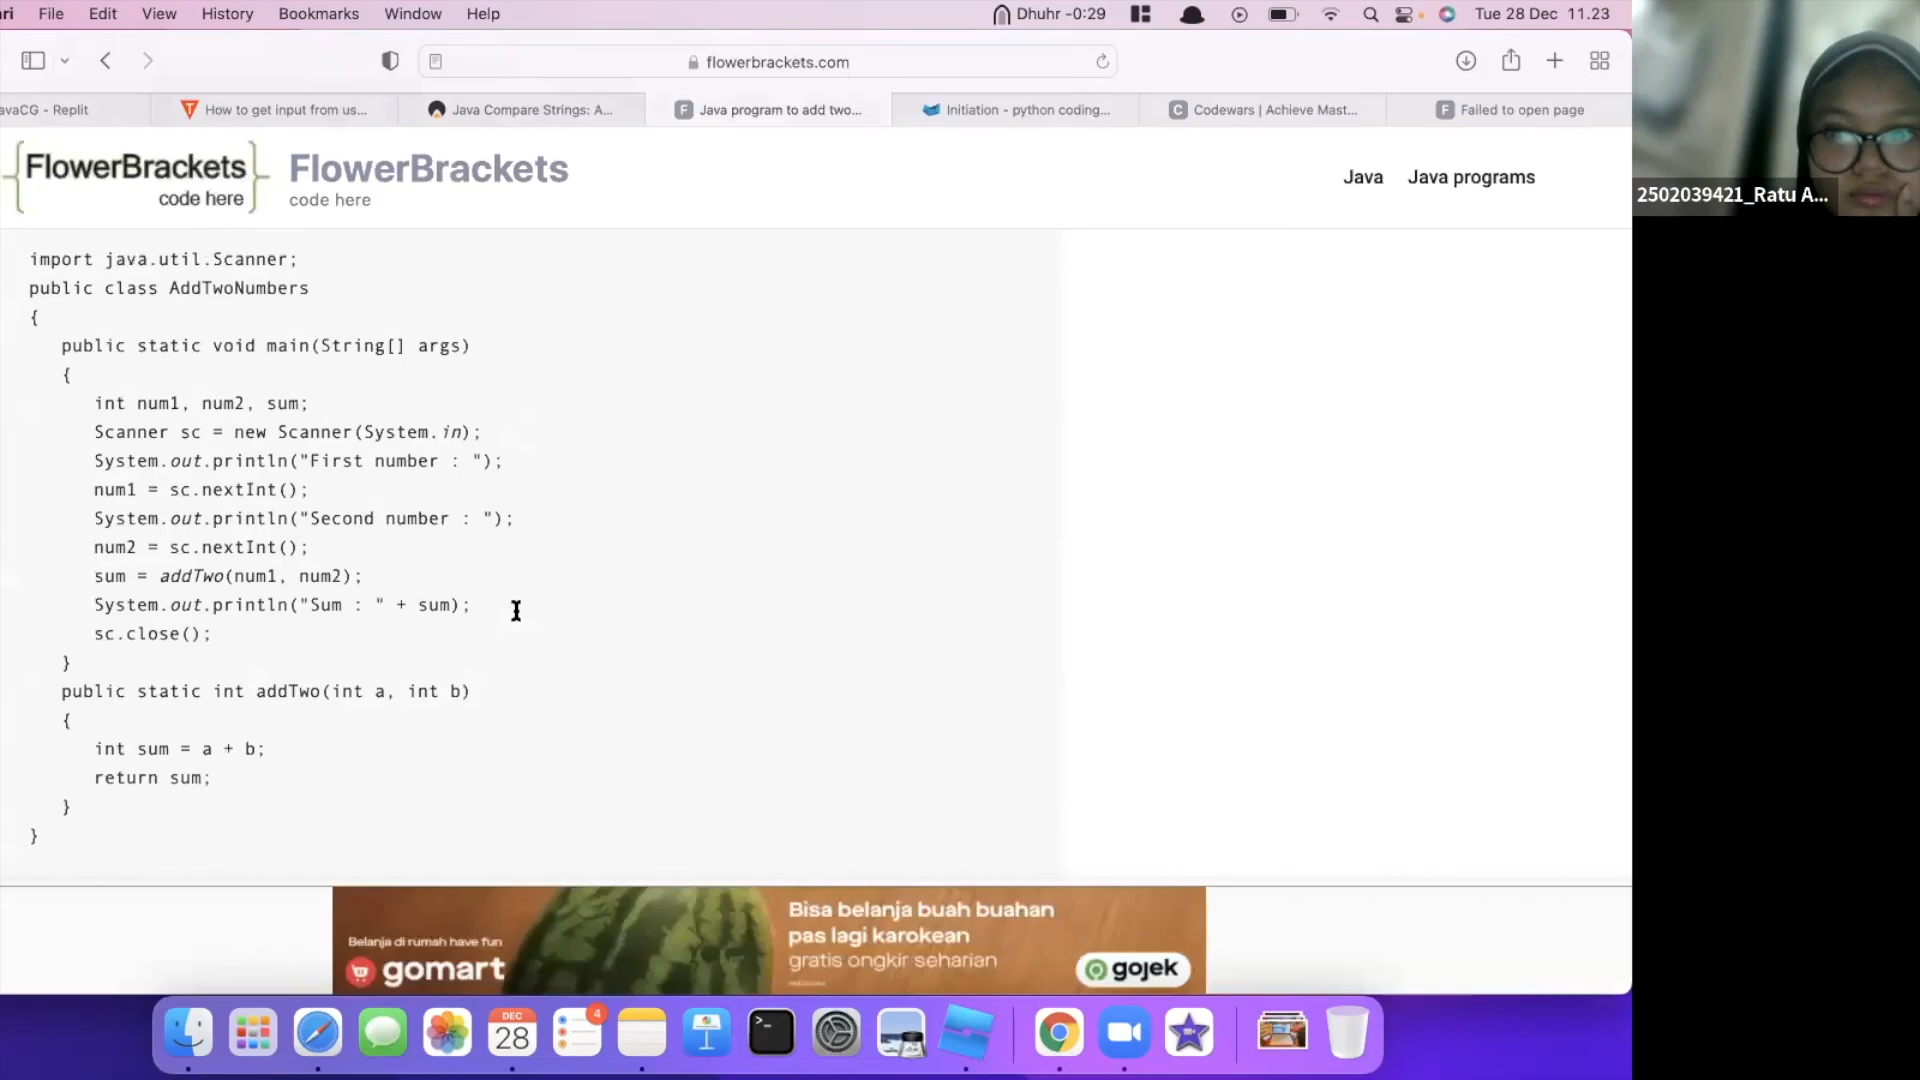 ri File Edit View History Bookmarks Window Help Dhuhr -0:29 Tue 28 Dec 11.23
flowerbrackets.com
avaCG - Replit How to get input from us... Java Compare Strings: A... F Java program to add two... Initiation - python coding... C Codewars | Achieve Mast... F Failed to open page
FlowerBrackets
code here
FlowerBrackets
code here
Java Java programs
2502039421_Ratu A...
import java.util.Scanner;
public class AddTwoNumbers
{
public static void main(String[] args)
{
int num1, num2, sum;
Scanner sc = new Scanner(System.in);
System.out.println("First number : ");
num1 = sc.nextInt();
System.out.println("Second number : ");
num2 = sc.nextInt();
sum = addTwo(num1, num2);
System.out.println("Sum : " + sum);
sc.close();
}
public static int addTwo(int a, int b)
{
int sum = a + b;
return sum;
}
}
Belanja di rumah have fun
gomart
Bisa belanja buah buahan
pas lagi karokean
gratis ongkir seharian
gojek
DEC
28
4
>_